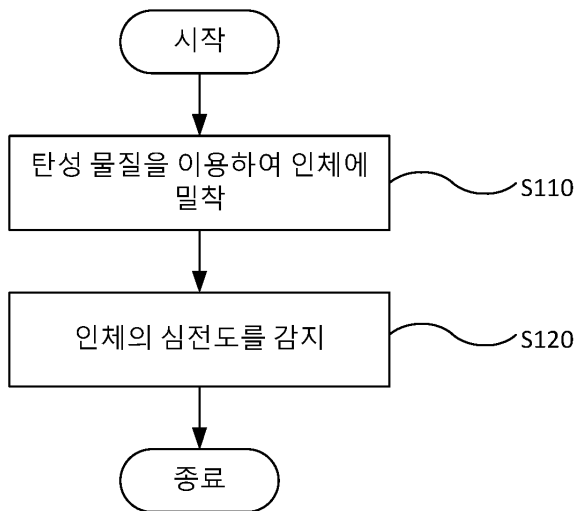 시작
탄성 물질을 이용하여 인체에
밀착
S110
인체의 심전도를 감지
S120
종료